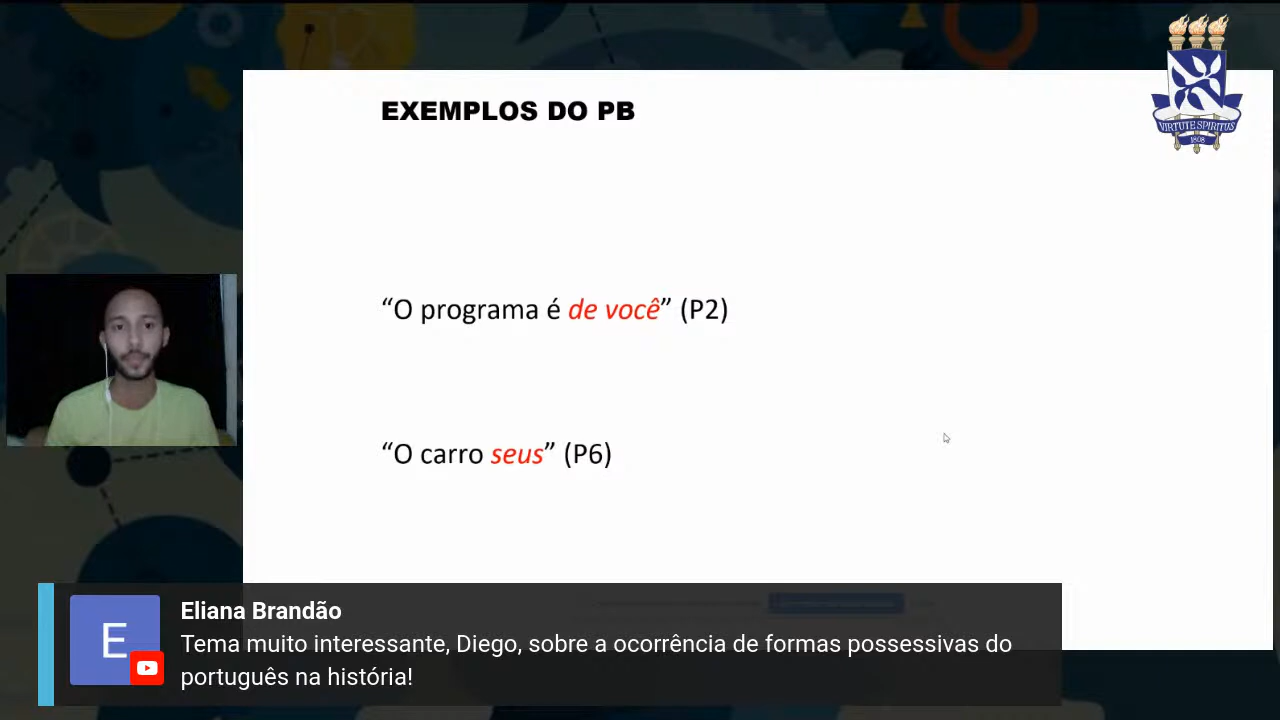 EXEMPLOS DO PB
VIRTUTE SPIRITUS
1808
“O programa é de você” (P2)
“O carro seus” (P6)
E
Eliana Brandão
Tema muito interessante, Diego, sobre a ocorrência de formas possessivas do
português na história!